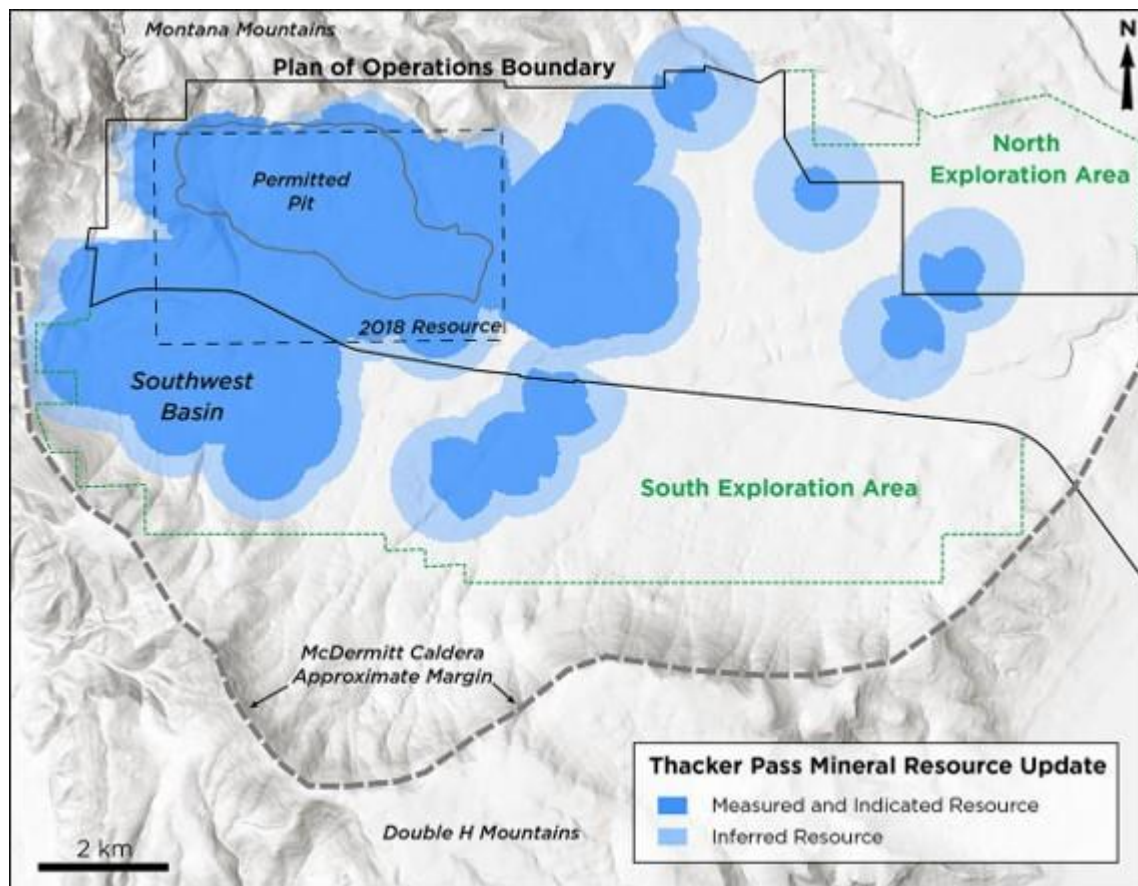 Montana Mountains
N
Plan of Operations Boundary
North
Exploration Area
Permitted
Pit
2018 Resource
Southwest
Basin
South Exploration Area
McDermitt Caldera
Approximate Margin
Thacker Pass Mineral Resource Update
Measured and Indicated Resource
Inferred Resource
Double H Mountains
2 km